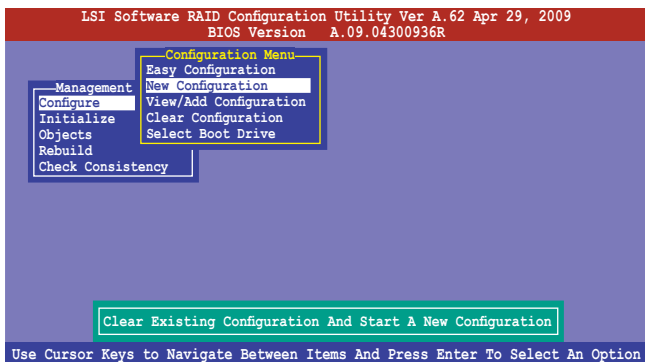 LSI Software RAID Configuration Utility Ver A.62 Apr 29, 2009
BIOS Version A.09.04300936R
Configuration Menu
Easy Configuration
New Configuration
View/Add Configuration
Clear Configuration
Select Boot Drive
Management
Configure
Initialize
Objects
Rebuild
Check Consistency
Clear Existing Configuration And Start A New Configuration
Use Cursor Keys to Navigate Between Items And Press Enter To Select An Option